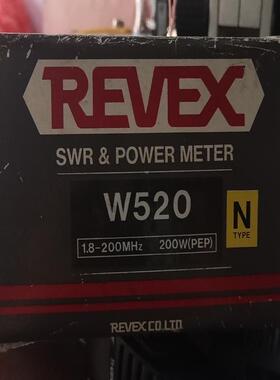 REVEX
SWR & POWER METER
W520
N
TYPE
1.8-200MHz 200W(PEP)
REVEX CO.LTD.